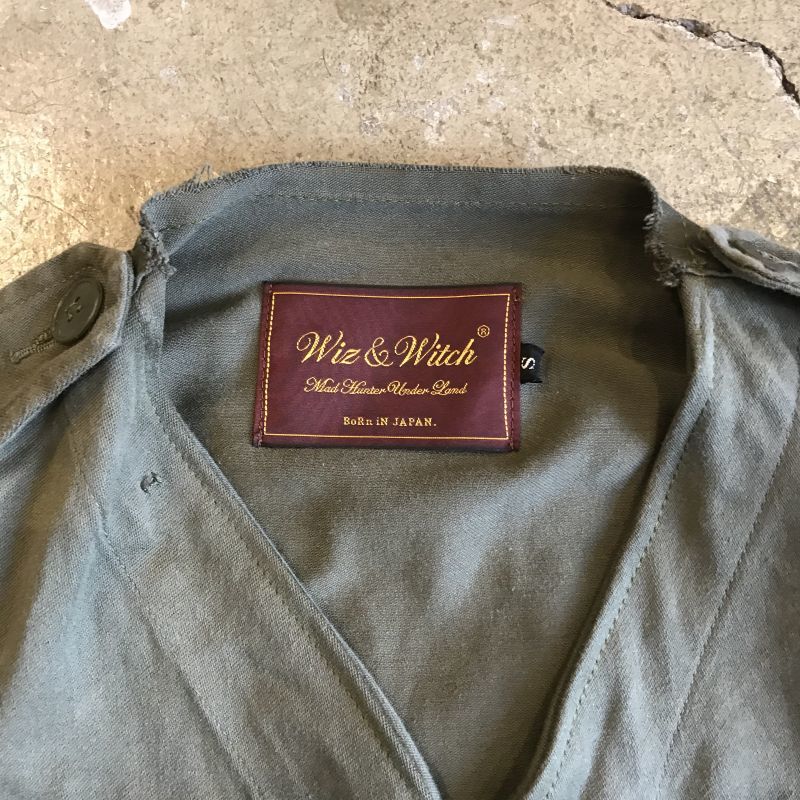 Wiz & Witch®
Mad Hunter Under Land
BoRn iN JAPAN.
S